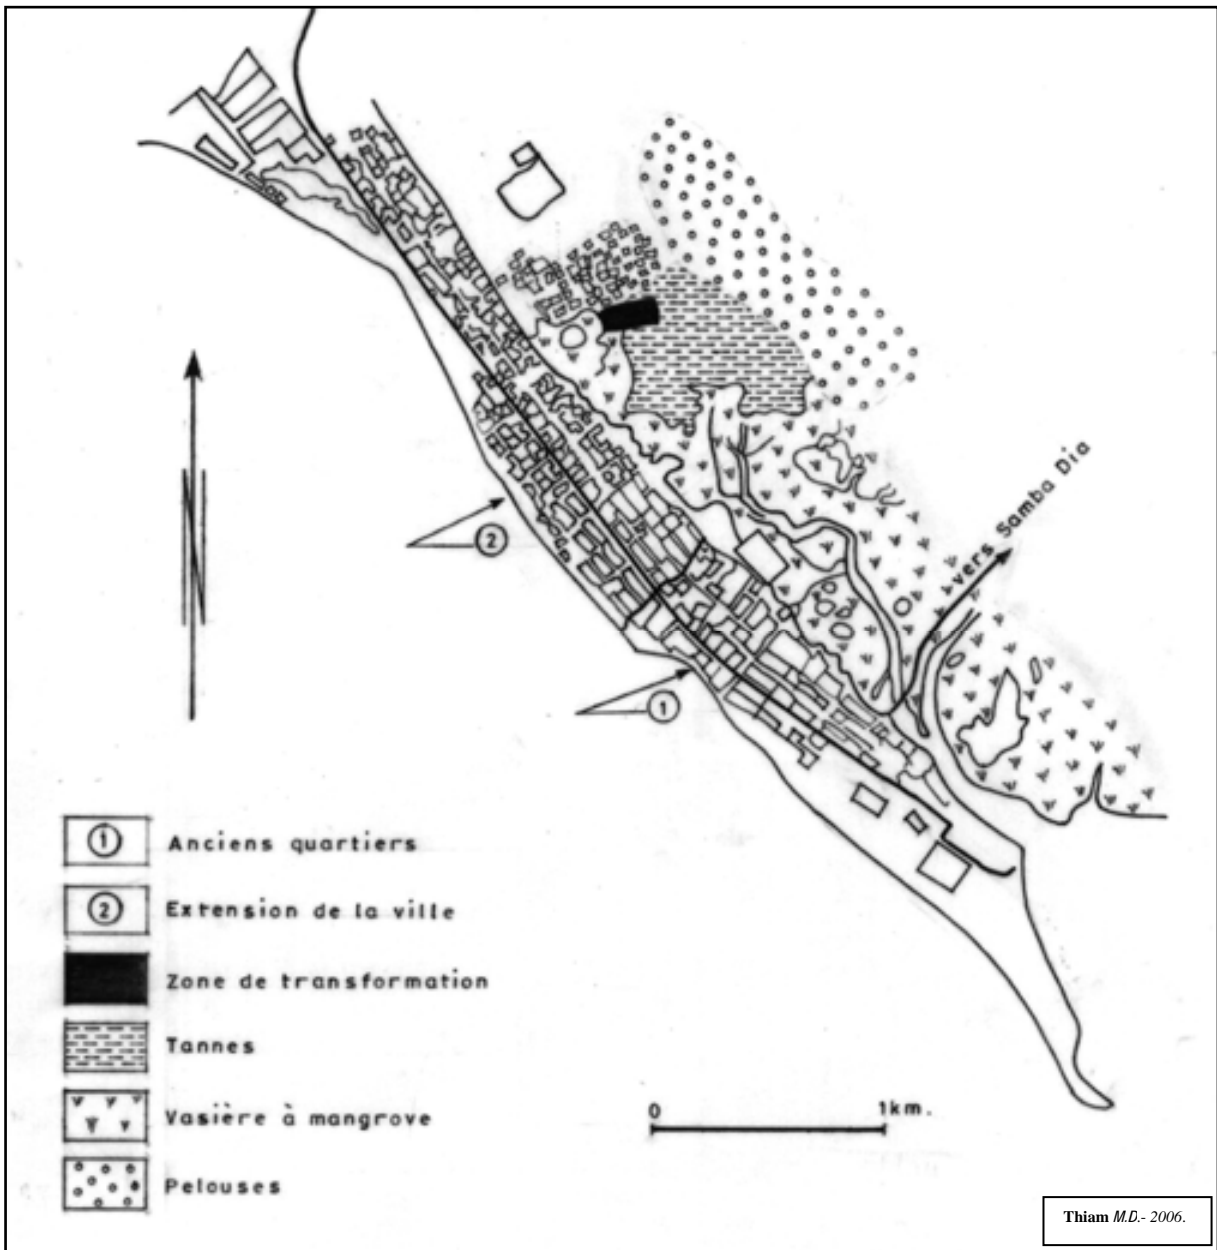 vers Samba Dia
2
1
1 Anciens quartiers
2 Extension de la ville
Zone de transformation
Tannes
Vasière à mangrove
Pelouses
0 1km.
Thiam M.D.- 2006.